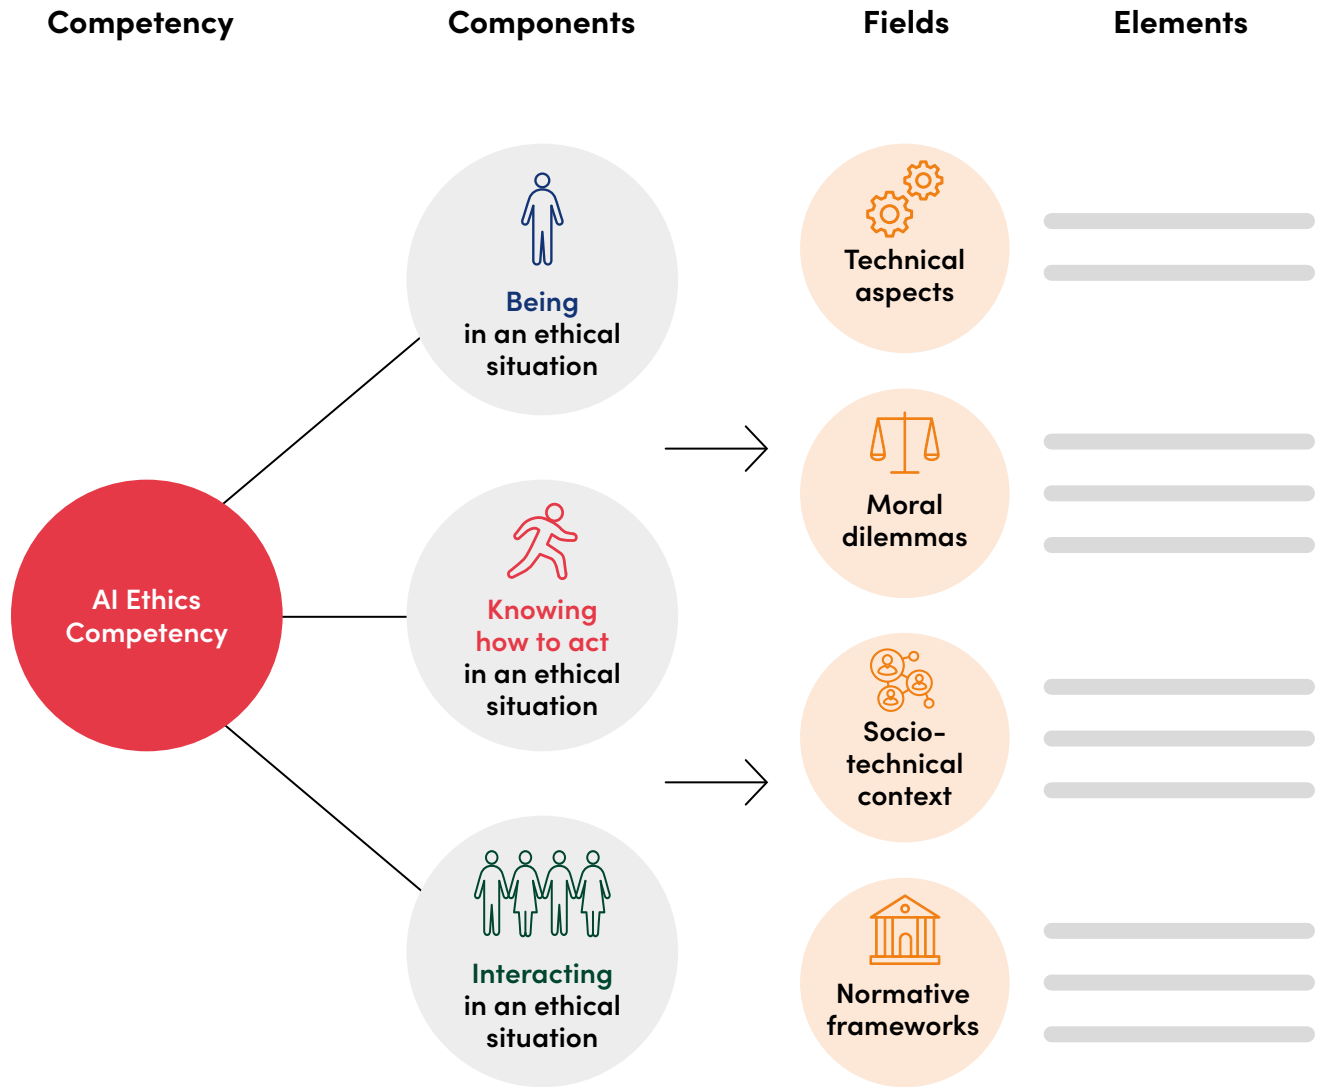 Competency
Components
Fields
Elements
AI Ethics
Competency
Being
in an ethical
situation
Knowing
how to act
in an ethical
situation
Interacting
in an ethical
situation
Technical
aspects
Moral
dilemmas
Socio-
technical
context
Normative
frameworks